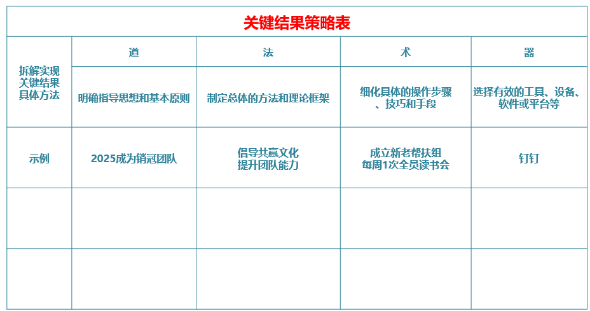 关键结果策略表
拆解实现
关键结果
具体方法
道
法
术
器
明确指导思想和基本原则
制定总体的方法和理论框架
细化具体的操作步骤
、技巧和手段
选择有效的工具、设备、
软件或平台等
示例
2025成为销冠团队
倡导共赢文化
提升团队能力
成立新老帮扶组
每周1次全员读书会
钉钉